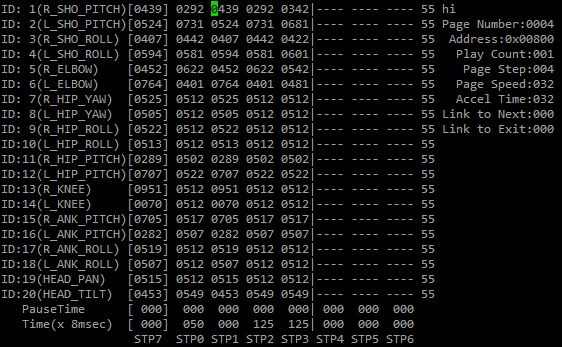 ID: 1(R_SHO_PITCH)[0439] 0292 0439 0292 0342|---- ---- ---- 55 hi
ID: 2(L_SHO_PITCH)[0524] 0731 0524 0731 0681|---- ---- ---- 55 Page Number:0004
ID: 3(R_SHO_ROLL) [0407] 0442 0407 0442 0422|---- ---- ---- 55 Address:0x00800
ID: 4(L_SHO_ROLL) [0594] 0581 0594 0581 0601|---- ---- ---- 55 Play Count:001
ID: 5(R_ELBOW) [0452] 0622 0452 0622 0542|---- ---- ---- 55 Page Step:004
ID: 6(L_ELBOW) [0764] 0401 0764 0401 0481|---- ---- ---- 55 Page Speed:032
ID: 7(R_HIP_YAW) [0525] 0512 0525 0512 0512|---- ---- ---- 55 Accel Time:032
ID: 8(L_HIP_YAW) [0505] 0512 0505 0512 0512|---- ---- ---- 55 Link to Next:000
ID: 9(R_HIP_ROLL) [0522] 0512 0522 0512 0512|---- ---- ---- 55 Link to Exit:000
ID:10(L_HIP_ROLL) [0513] 0512 0513 0512 0512|---- ---- ---- 55
ID:11(R_HIP_PITCH)[0289] 0502 0289 0502 0502|---- ---- ---- 55
ID:12(L_HIP_PITCH)[0707] 0522 0707 0522 0522|---- ---- ---- 55
ID:13(R_KNEE) [0951] 0512 0951 0512 0512|---- ---- ---- 55
ID:14(L_KNEE) [0070] 0512 0070 0512 0512|---- ---- ---- 55
ID:15(R_ANK_PITCH)[0705] 0517 0705 0517 0517|---- ---- ---- 55
ID:16(L_ANK_PITCH)[0282] 0507 0282 0507 0507|---- ---- ---- 55
ID:17(R_ANK_ROLL) [0519] 0512 0519 0512 0512|---- ---- ---- 55
ID:18(L_ANK_ROLL) [0507] 0512 0507 0512 0512|---- ---- ---- 55
ID:19(HEAD_PAN) [0515] 0512 0515 0512 0512|---- ---- ---- 55
ID:20(HEAD_TILT) [0453] 0549 0453 0549 0549|---- ---- ---- 55
PauseTime [ 000] 000 000 000 000| 000 000 000
Time(x 8msec) [ 000] 050 000 125 125| 000 000 000
STP7 STP0 STP1 STP2 STP3 STP4 STP5 STP6